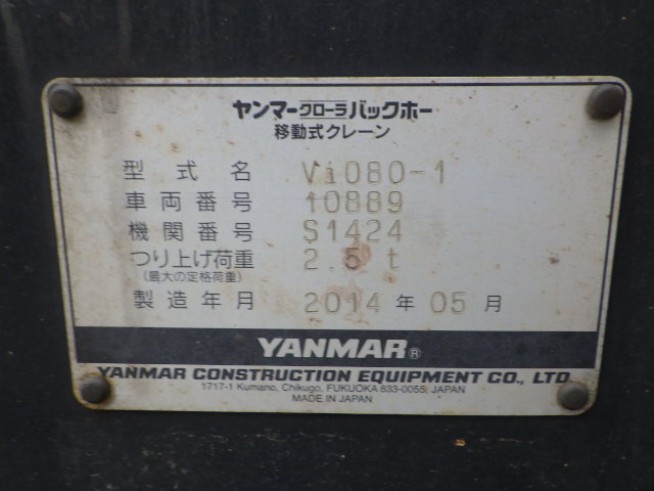 ヤンマークローラバックホー
移動式クレーン
型式名 Vi080-1
車両番号 10889
機関番号 S1424
つり上げ荷重 2.5 t
(最大の定格荷重)
製造年月 2014 年 05 月
YANMAR®
YANMAR CONSTRUCTION EQUIPMENT CO., LTD.
1717-1 Kumano, Chikugo, FUKUOKA 833-0055, JAPAN
MADE IN JAPAN